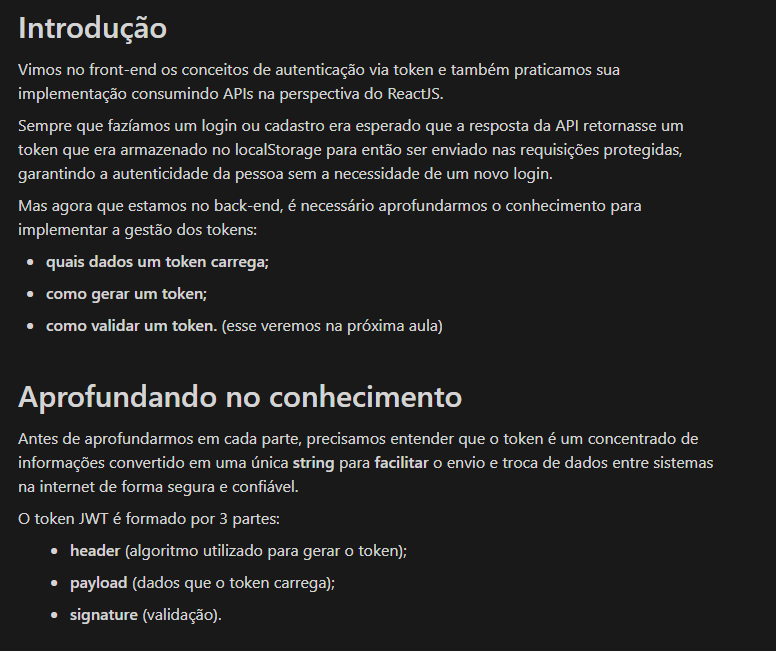 Introdução
Vimos no front-end os conceitos de autenticação via token e também praticamos sua
implementação consumindo APIs na perspectiva do ReactJS.
Sempre que fazíamos um login ou cadastro era esperado que a resposta da API retornasse um
token que era armazenado no localStorage para então ser enviado nas requisições protegidas,
garantindo a autenticidade da pessoa sem a necessidade de um novo login.
Mas agora que estamos no back-end, é necessário aprofundarmos o conhecimento para
implementar a gestão dos tokens:
• quais dados um token carrega;
• como gerar um token;
• como validar um token. (esse veremos na próxima aula)
Aprofundando no conhecimento
Antes de aprofundarmos em cada parte, precisamos entender que o token é um concentrado de
informações convertido em uma única string para facilitar o envio e troca de dados entre sistemas
na internet de forma segura e confiável.
O token JWT é formado por 3 partes:
• header (algoritmo utilizado para gerar o token);
• payload (dados que o token carrega);
• signature (validação).